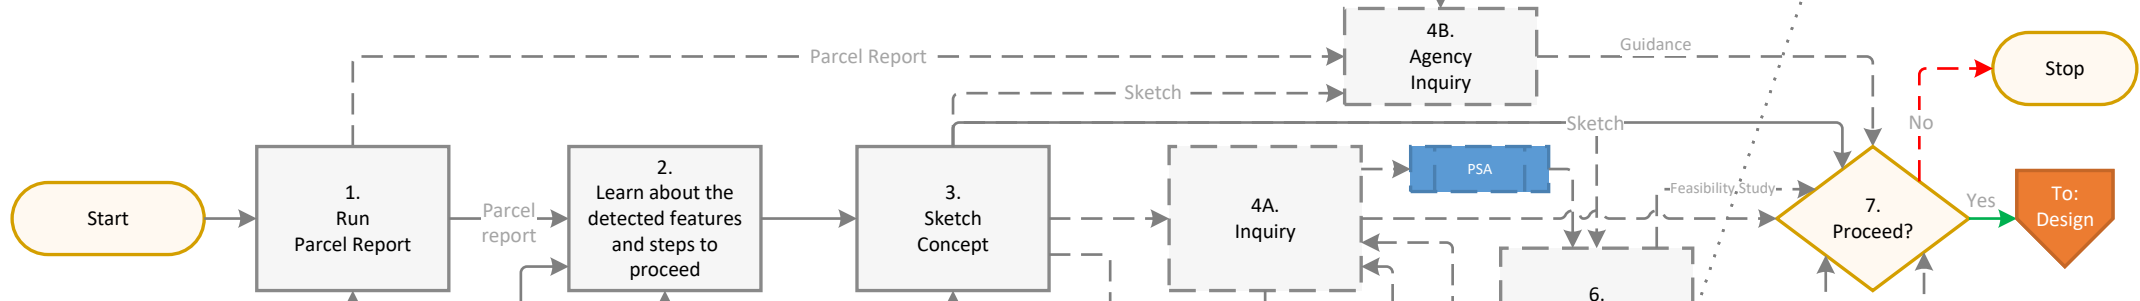 4B.
Agency
Inquiry
Parcel Report
Guidance
Sketch
Stop
Sketch
No
Start
1.
Run
Parcel Report
Parcel
report
2.
Learn about the
detected features
and steps to
proceed
3.
Sketch
Concept
4A.
Inquiry
PSA
Feasibility Study
7.
Proceed?
Yes
To:
Design
6.